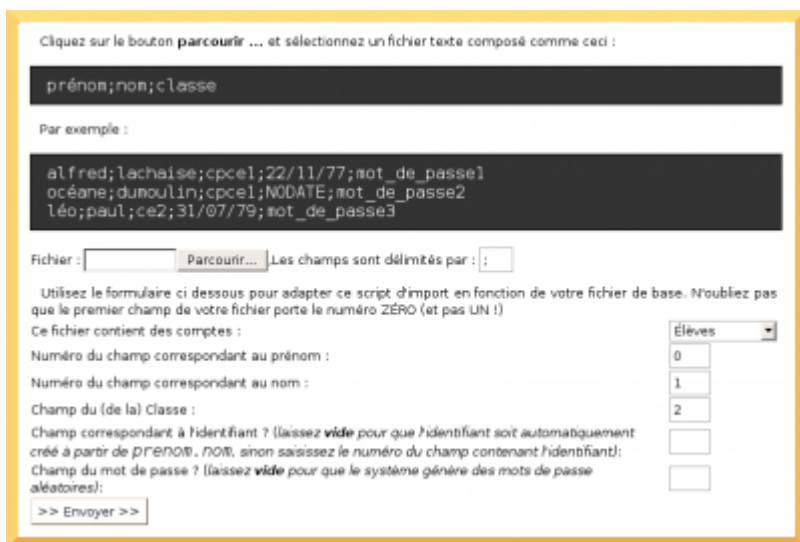 Cliquez sur le bouton parcourir ... et sélectionnez un fichier texte composé comme ceci :
prénom;nom;classe
Par exemple :
alfred;lachaise;cpce1;22/11/77;mot_de_passe1
océane;dumoulin;cpce1;NODATE;mot_de_passe2
léo;paul;ce2;31/07/79;mot_de_passe3
Fichier : Parcourir... .Les champs sont délimités par : ;
Utilisez le formulaire ci dessous pour adapter ce script d'import en fonction de votre fichier de base. N'oubliez pas
que le premier champ de votre fichier porte le numéro ZÉRO (et pas UN !)
Ce fichier contient des comptes : Élèves
Numéro du champ correspondant au prénom : 0
Numéro du champ correspondant au nom : 1
Champ du (de la) Classe : 2
Champ correspondant à l'identifiant ? (laissez vide pour que l'identifiant soit automatiquement
créé à partir de prenom.nom, sinon saisissez le numéro du champ contenant l'identifiant):
Champ du mot de passe ? (laissez vide pour que le système génère des mots de passe
aléatoires):
>> Envoyer >>